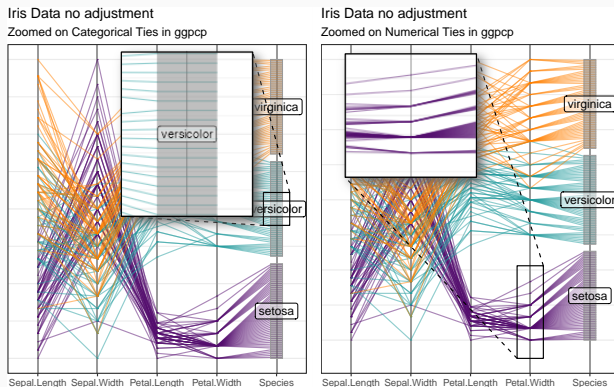 Iris Data no adjustment
Zoomed on Categorical Ties in ggpcp
virginica
versicolor
versicolor
setosa
Sepal.Length Sepal.Width Petal.Length Petal.Width Species
Iris Data no adjustment
Zoomed on Numerical Ties in ggpcp
virginica
versicolor
setosa
Sepal.Length Sepal.Width Petal.Length Petal.Width Species